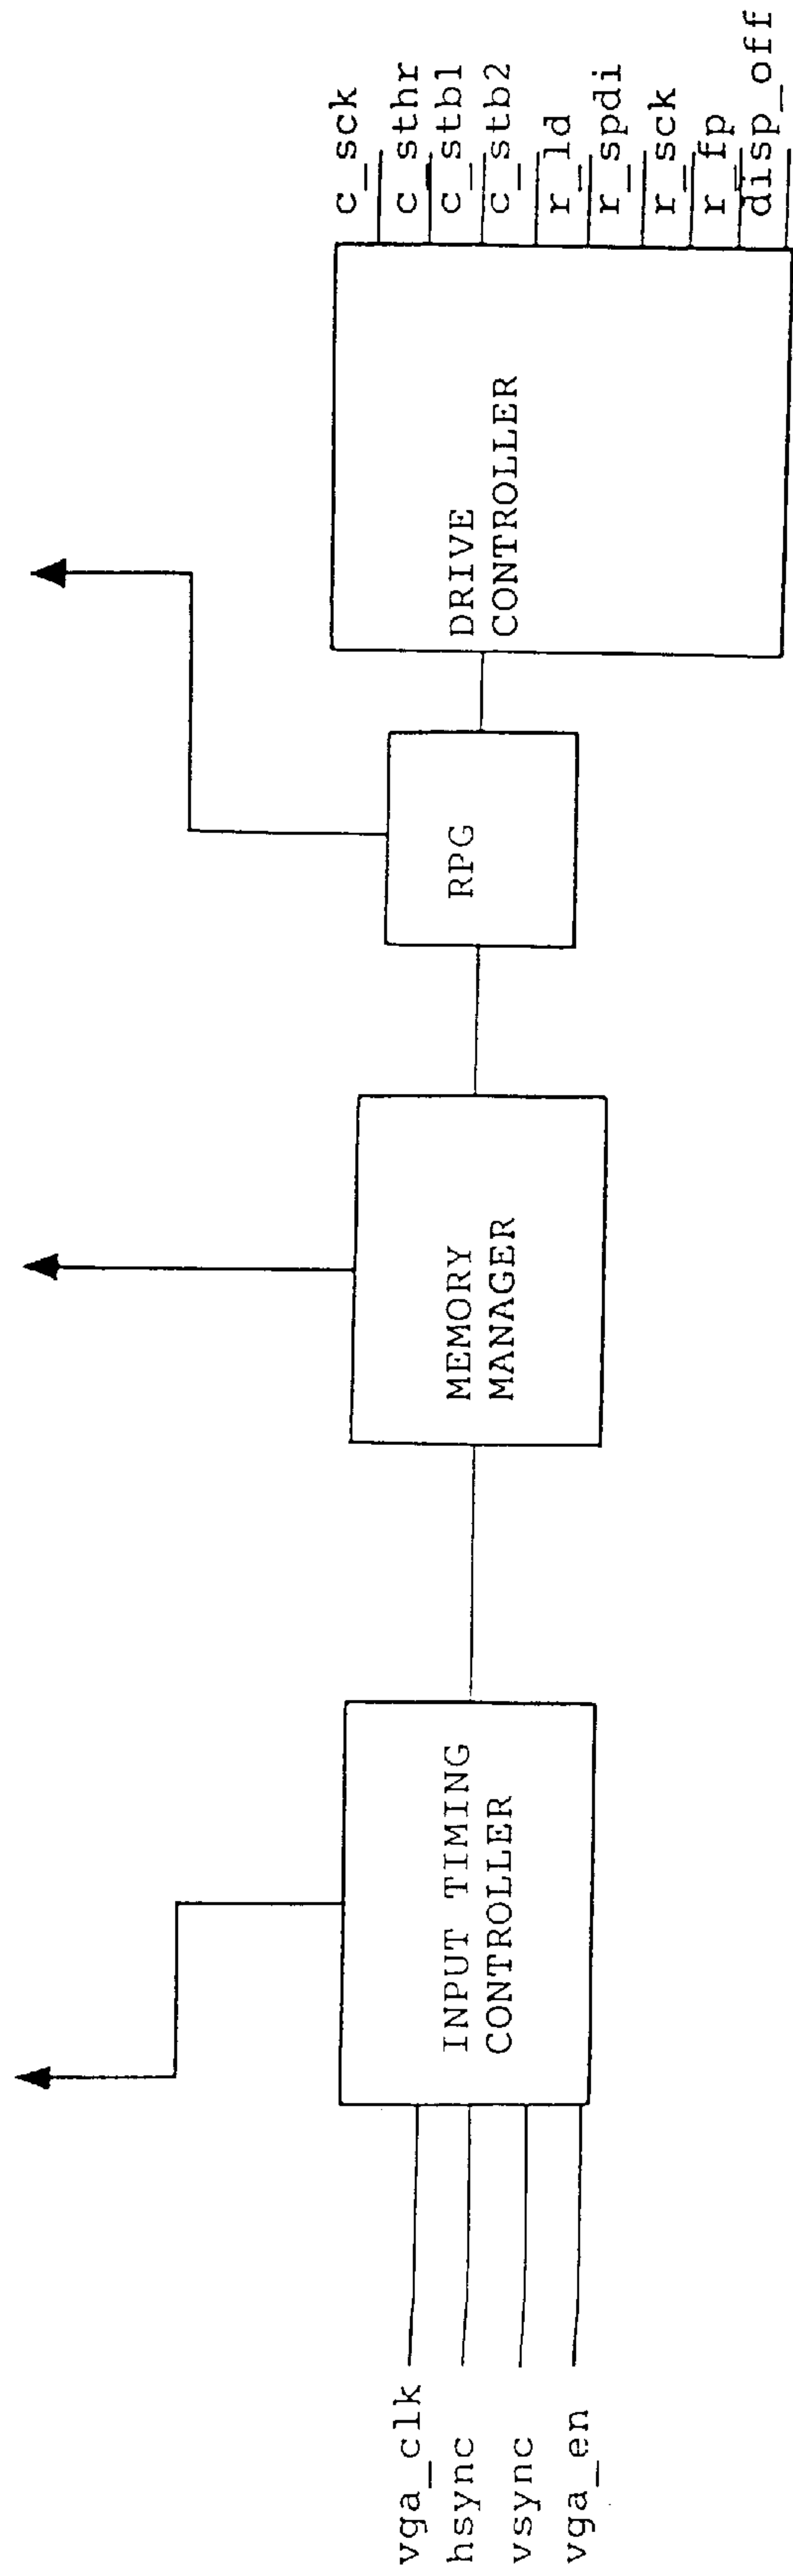 vga_clk
hsync
vsync
vga_en
INPUT TIMING
CONTROLLER
MEMORY
MANAGER
RPG
DRIVE
CONTROLLER
c_sck
c_sthr
c_stb1
c_stb2
r_ld
r_spdi
r_sck
r_fp
disp_off